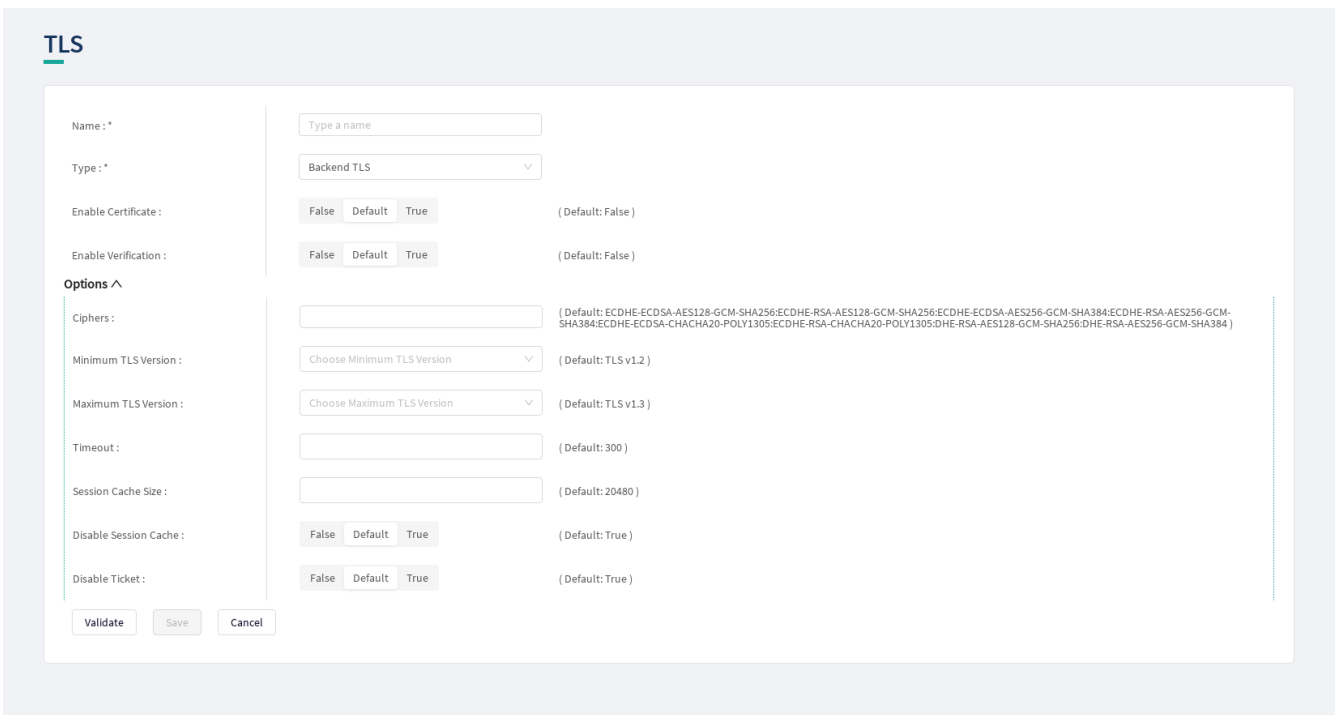 TLS
Name : *
Type a name
Type : *
Backend TLS
Enable Certificate :
False Default True
( Default: False )
Enable Verification :
False Default True
( Default: False )
Options
Ciphers :
( Default: ECDHE-ECDSA-AES128-GCM-SHA256:ECDHE-RSA-AES128-GCM-SHA256:ECDHE-ECDSA-AES256-GCM-SHA384:ECDHE-RSA-AES256-GCM-
SHA384:ECDHE-ECDSA-CHACHA20-POLY1305:ECDHE-RSA-CHACHA20-POLY1305:DHE-RSA-AES128-GCM-SHA256:DHE-RSA-AES256-GCM-SHA384 )
Minimum TLS Version :
Choose Minimum TLS Version
( Default: TLS v1.2 )
Maximum TLS Version :
Choose Maximum TLS Version
( Default: TLS v1.3 )
Timeout :
( Default: 300 )
Session Cache Size :
( Default: 20480 )
Disable Session Cache :
False Default True
( Default: True )
Disable Ticket :
False Default True
( Default: True )
Validate Save Cancel